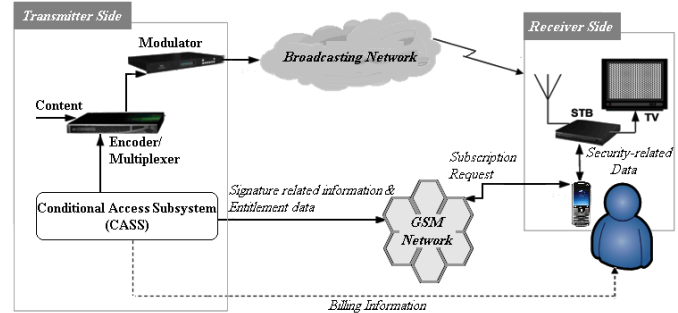 Transmitter Side
Modulator
Broadcasting Network
Receiver Side
Content
Encoder/
Multiplexer
STB
TV
Subscription
Request
Security-related
Data
Signature related information &
Entitlement data
Conditional Access Subsystem
(CASS)
GSM
Network
Billing Information